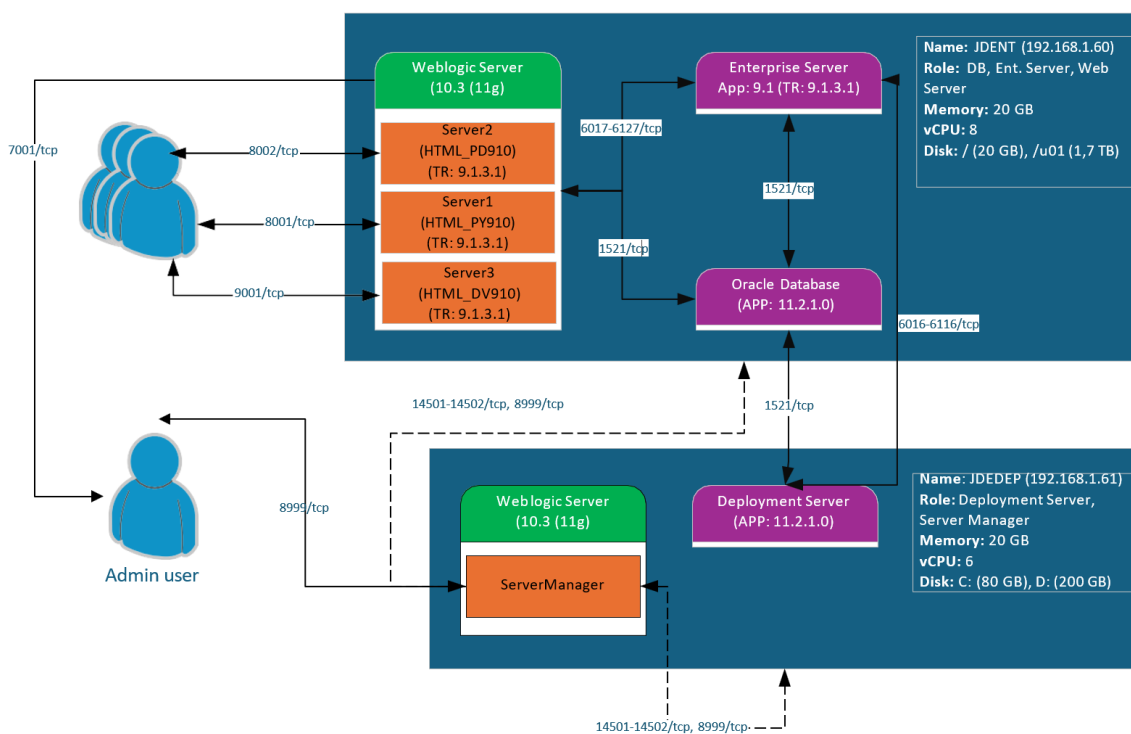 Weblogic Server
(10.3 (11g)
Server2
(HTML_PD910)
(TR: 9.1.3.1)
Server1
(HTML_PY910)
(TR: 9.1.3.1)
Server3
(HTML_DV910)
(TR: 9.1.3.1)
Enterprise Server
App: 9.1 (TR: 9.1.3.1)
Oracle Database
(APP: 11.2.1.0)
Name: JDENT (192.168.1.60)
Role: DB, Ent. Server, Web
Server
Memory: 20 GB
vCPU: 8
Disk: / (20 GB), /u01 (1,7 TB)
7001/tcp
8002/tcp
8001/tcp
9001/tcp
6017-6127/tcp
1521/tcp
1521/tcp
6016-6116/tcp
14501-14502/tcp, 8999/tcp
1521/tcp
8999/tcp
Admin user
Weblogic Server
(10.3 (11g)
ServerManager
Deployment Server
(APP: 11.2.1.0)
Name: JDEDEP (192.168.1.61)
Role: Deployment Server,
Server Manager
Memory: 20 GB
vCPU: 6
Disk: C: (80 GB), D: (200 GB)
14501-14502/tcp, 8999/tcp